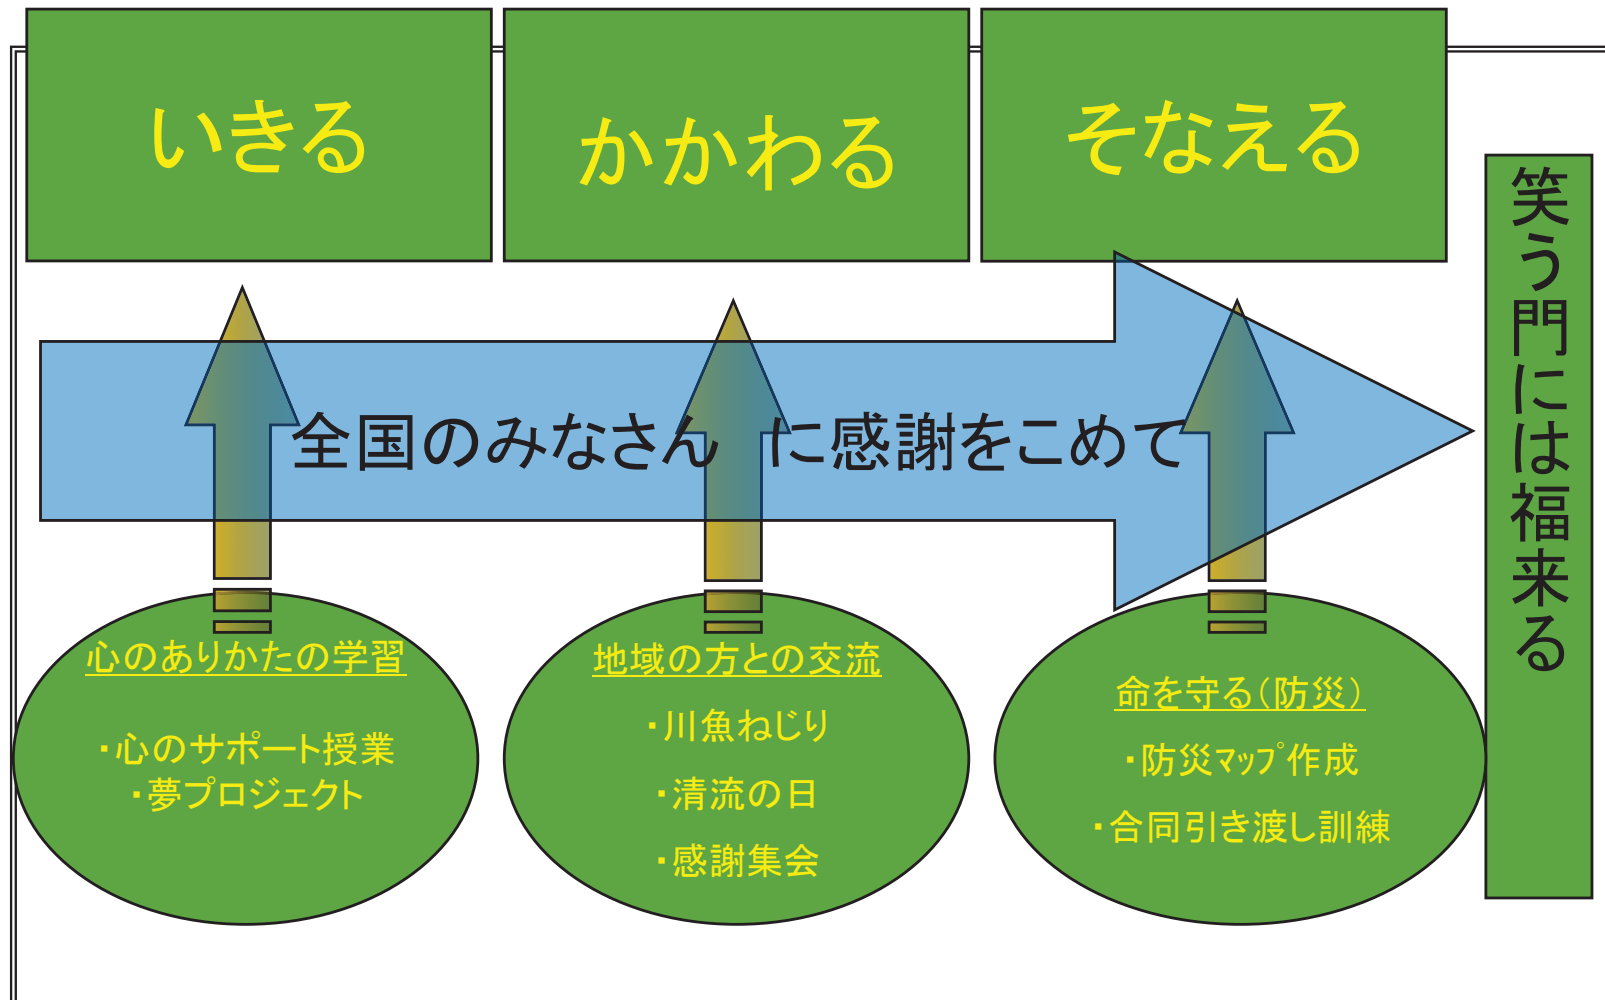 いきる
かかわる
そなえる
笑う門には福来る
全国のみなさん に感謝をこめて
心のありかたの学習
・心のサポート授業
・夢プロジェクト
地域の方との交流
・川魚ねじり
・清流の日
・感謝集会
命を守る（防災）
・防災マップ作成
・合同引き渡し訓練